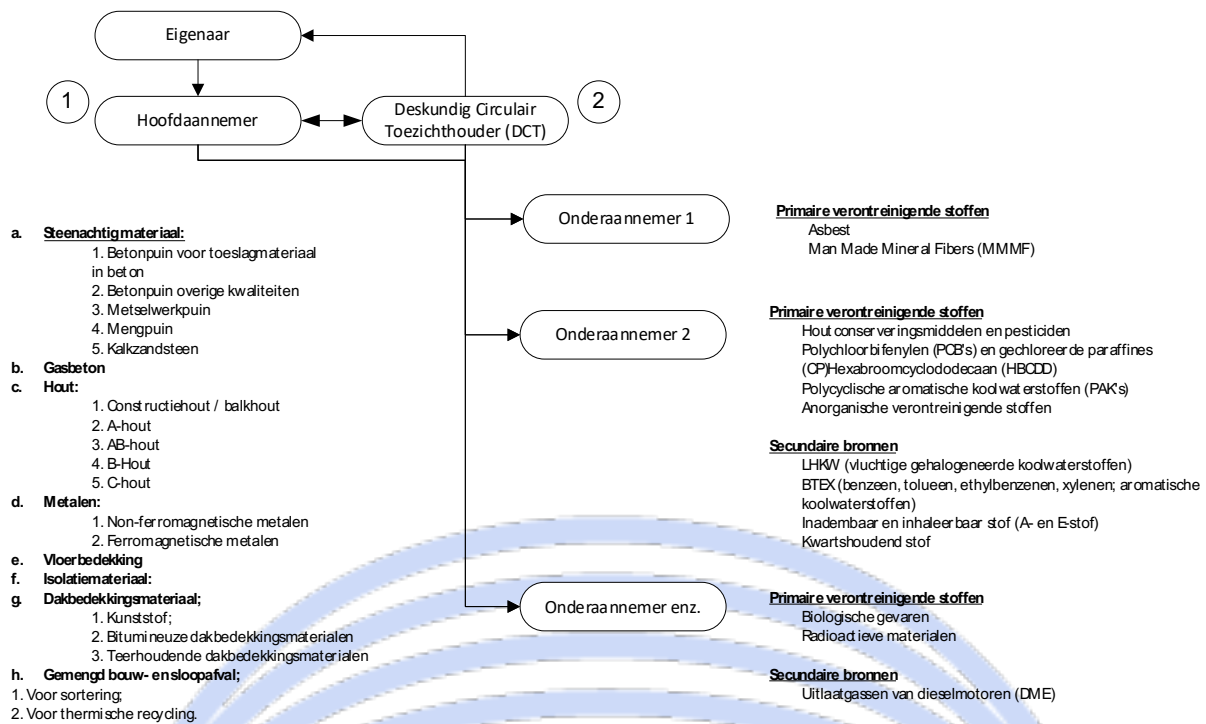 Eigenaar
1
Hoofdaannemer
Deskundig Circulair
Toezichthouder (DCT)
2
Onderaannemer 1
Primaire verontreinigende stoffen
Asbest
Man Made Mineral Fibers (MMMF)
a. Steenachtig materiaal:
1. Betonpuin voor toeslagmateriaal
in beton
2. Betonpuin overige kwaliteiten
3. Metselwerkpuin
4. Mengpuin
5. Kalkzandsteen
b. Gasbeton
c. Hout:
1. Constructiehout / balkhout
2. A-hout
3. AB-hout
4. B-Hout
5. C-hout
d. Metalen:
1. Non-ferromagnetische metalen
2. Ferromagnetische metalen
e. Vloerbedekking
f. Isolatiemateriaal:
g. Dakbedekkingsmateriaal;
1. Kunststof;
2. Bitumineuze dakbedekkingsmaterialen
3. Teerhoudende dakbedekkingsmaterialen
h. Gemengd bouw- en sloopafval;
1. Voor sortering;
2. Voor thermische recycling.
Onderaannemer 2
Primaire verontreinigende stoffen
Houtconserveringsmiddelen en pesticiden
Polychloorbifenylen (PCB's) en gechloreerde paraffines
(CP)Hexabroomcyclododecaan (HBCDD)
Polycyclische aromatische koolwaterstoffen (PAK's)
Anorganische verontreinigende stoffen
Secundaire bronnen
LHKW (vluchtige gehalogeneerde koolwaterstoffen)
BTEX (benzeen, tolueen, ethylbenzenen, xylenen; aromatische
koolwaterstoffen)
Inadembaar en inhaleerbaar stof (A- en E-stof)
Kwartshoudend stof
Onderaannemer enz.
Primaire verontreinigende stoffen
Biologische gevaren
Radioactieve materialen
Secundaire bronnen
Uitlaatgassen van dieselmotoren (DME)